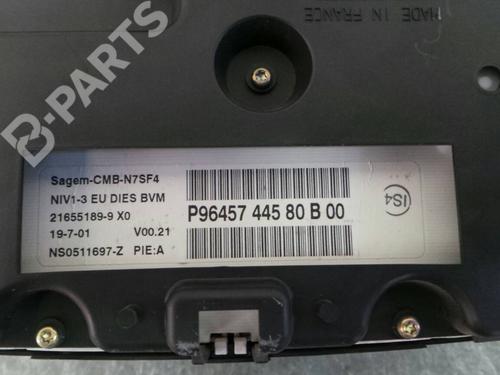 MADE IN FRANCE
B-PARTS
Sagem-CMB-N7SF4
NIV1-3 EU DIES BVM
21655189-9 X0
19-7-01 V00.21
NS0511697-Z PIE:A
P96457 445 80 B 00
IS4